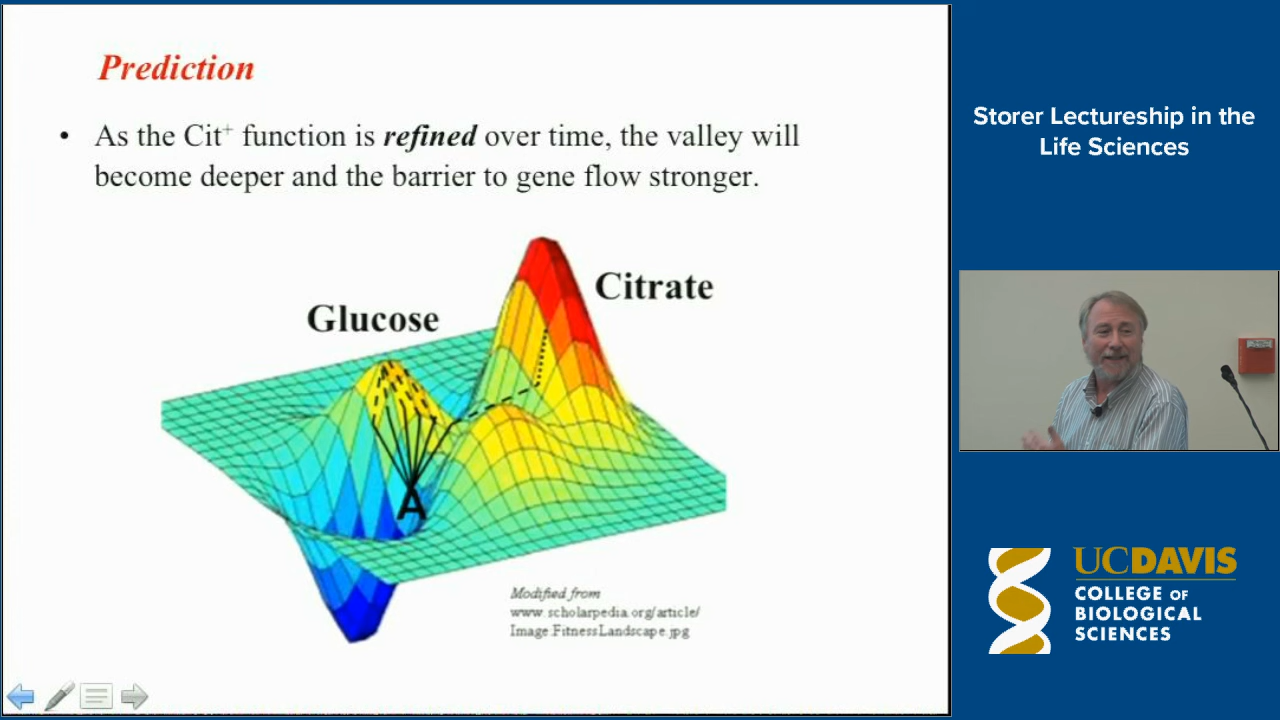 Prediction
• As the Cit⁺ function is refined over time, the valley will
become deeper and the barrier to gene flow stronger.
Glucose
Citrate
A
Modified from
www.scholarpedia.org/article/
Image.FitnessLandscape.jpg
Storer Lectureship in the
Life Sciences
UCDAVIS
COLLEGE OF
BIOLOGICAL
SCIENCES